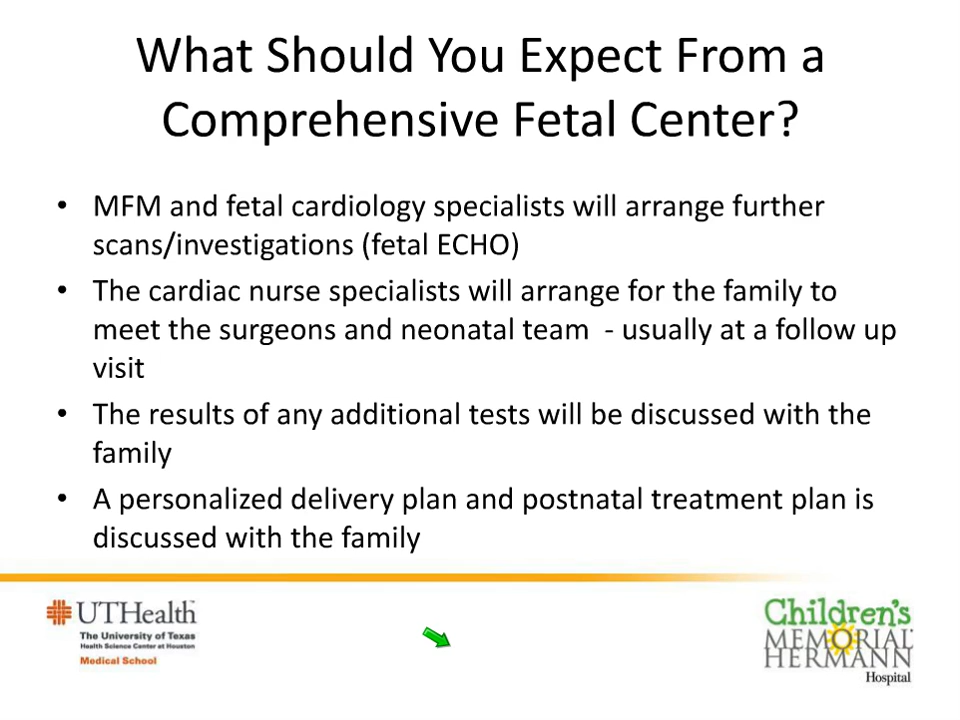 What Should You Expect From a
Comprehensive Fetal Center?
• MFM and fetal cardiology specialists will arrange further
scans/investigations (fetal ECHO)
• The cardiac nurse specialists will arrange for the family to
meet the surgeons and neonatal team - usually at a follow up
visit
• The results of any additional tests will be discussed with the
family
• A personalized delivery plan and postnatal treatment plan is
discussed with the family
UTHealth
The University of Texas
Health Science Center at Houston
Medical School
Children's
MEMORIAL
HERMANN
Hospital